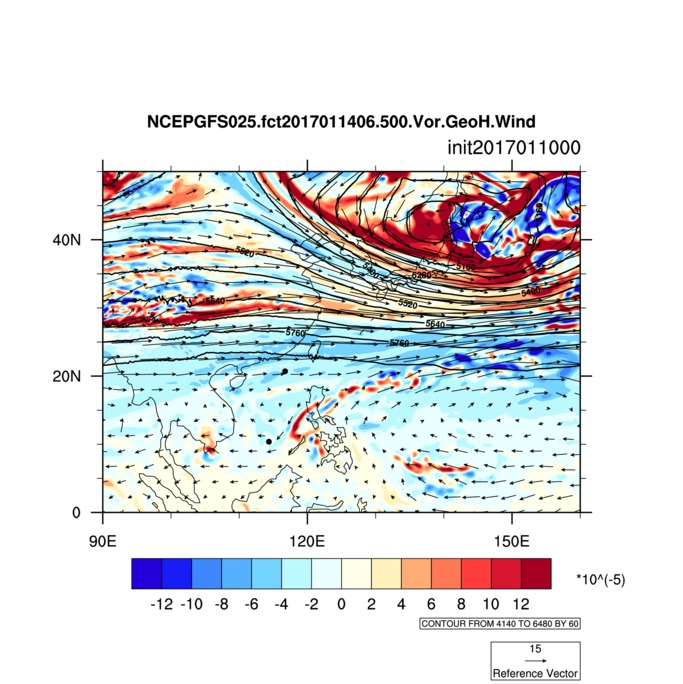 NCEPGFS025.fct2017011406.500.Vor.GeoH.Wind
init2017011000
40N
20N
0
5160
5280
5400
5520
5640
5640
5760
5760
90E 120E 150E
-12 -10 -8 -6 -4 -2 0 2 4 6 8 10 12
*10^(-5)
CONTOUR FROM 4140 TO 6480 BY 60
15
Reference Vector